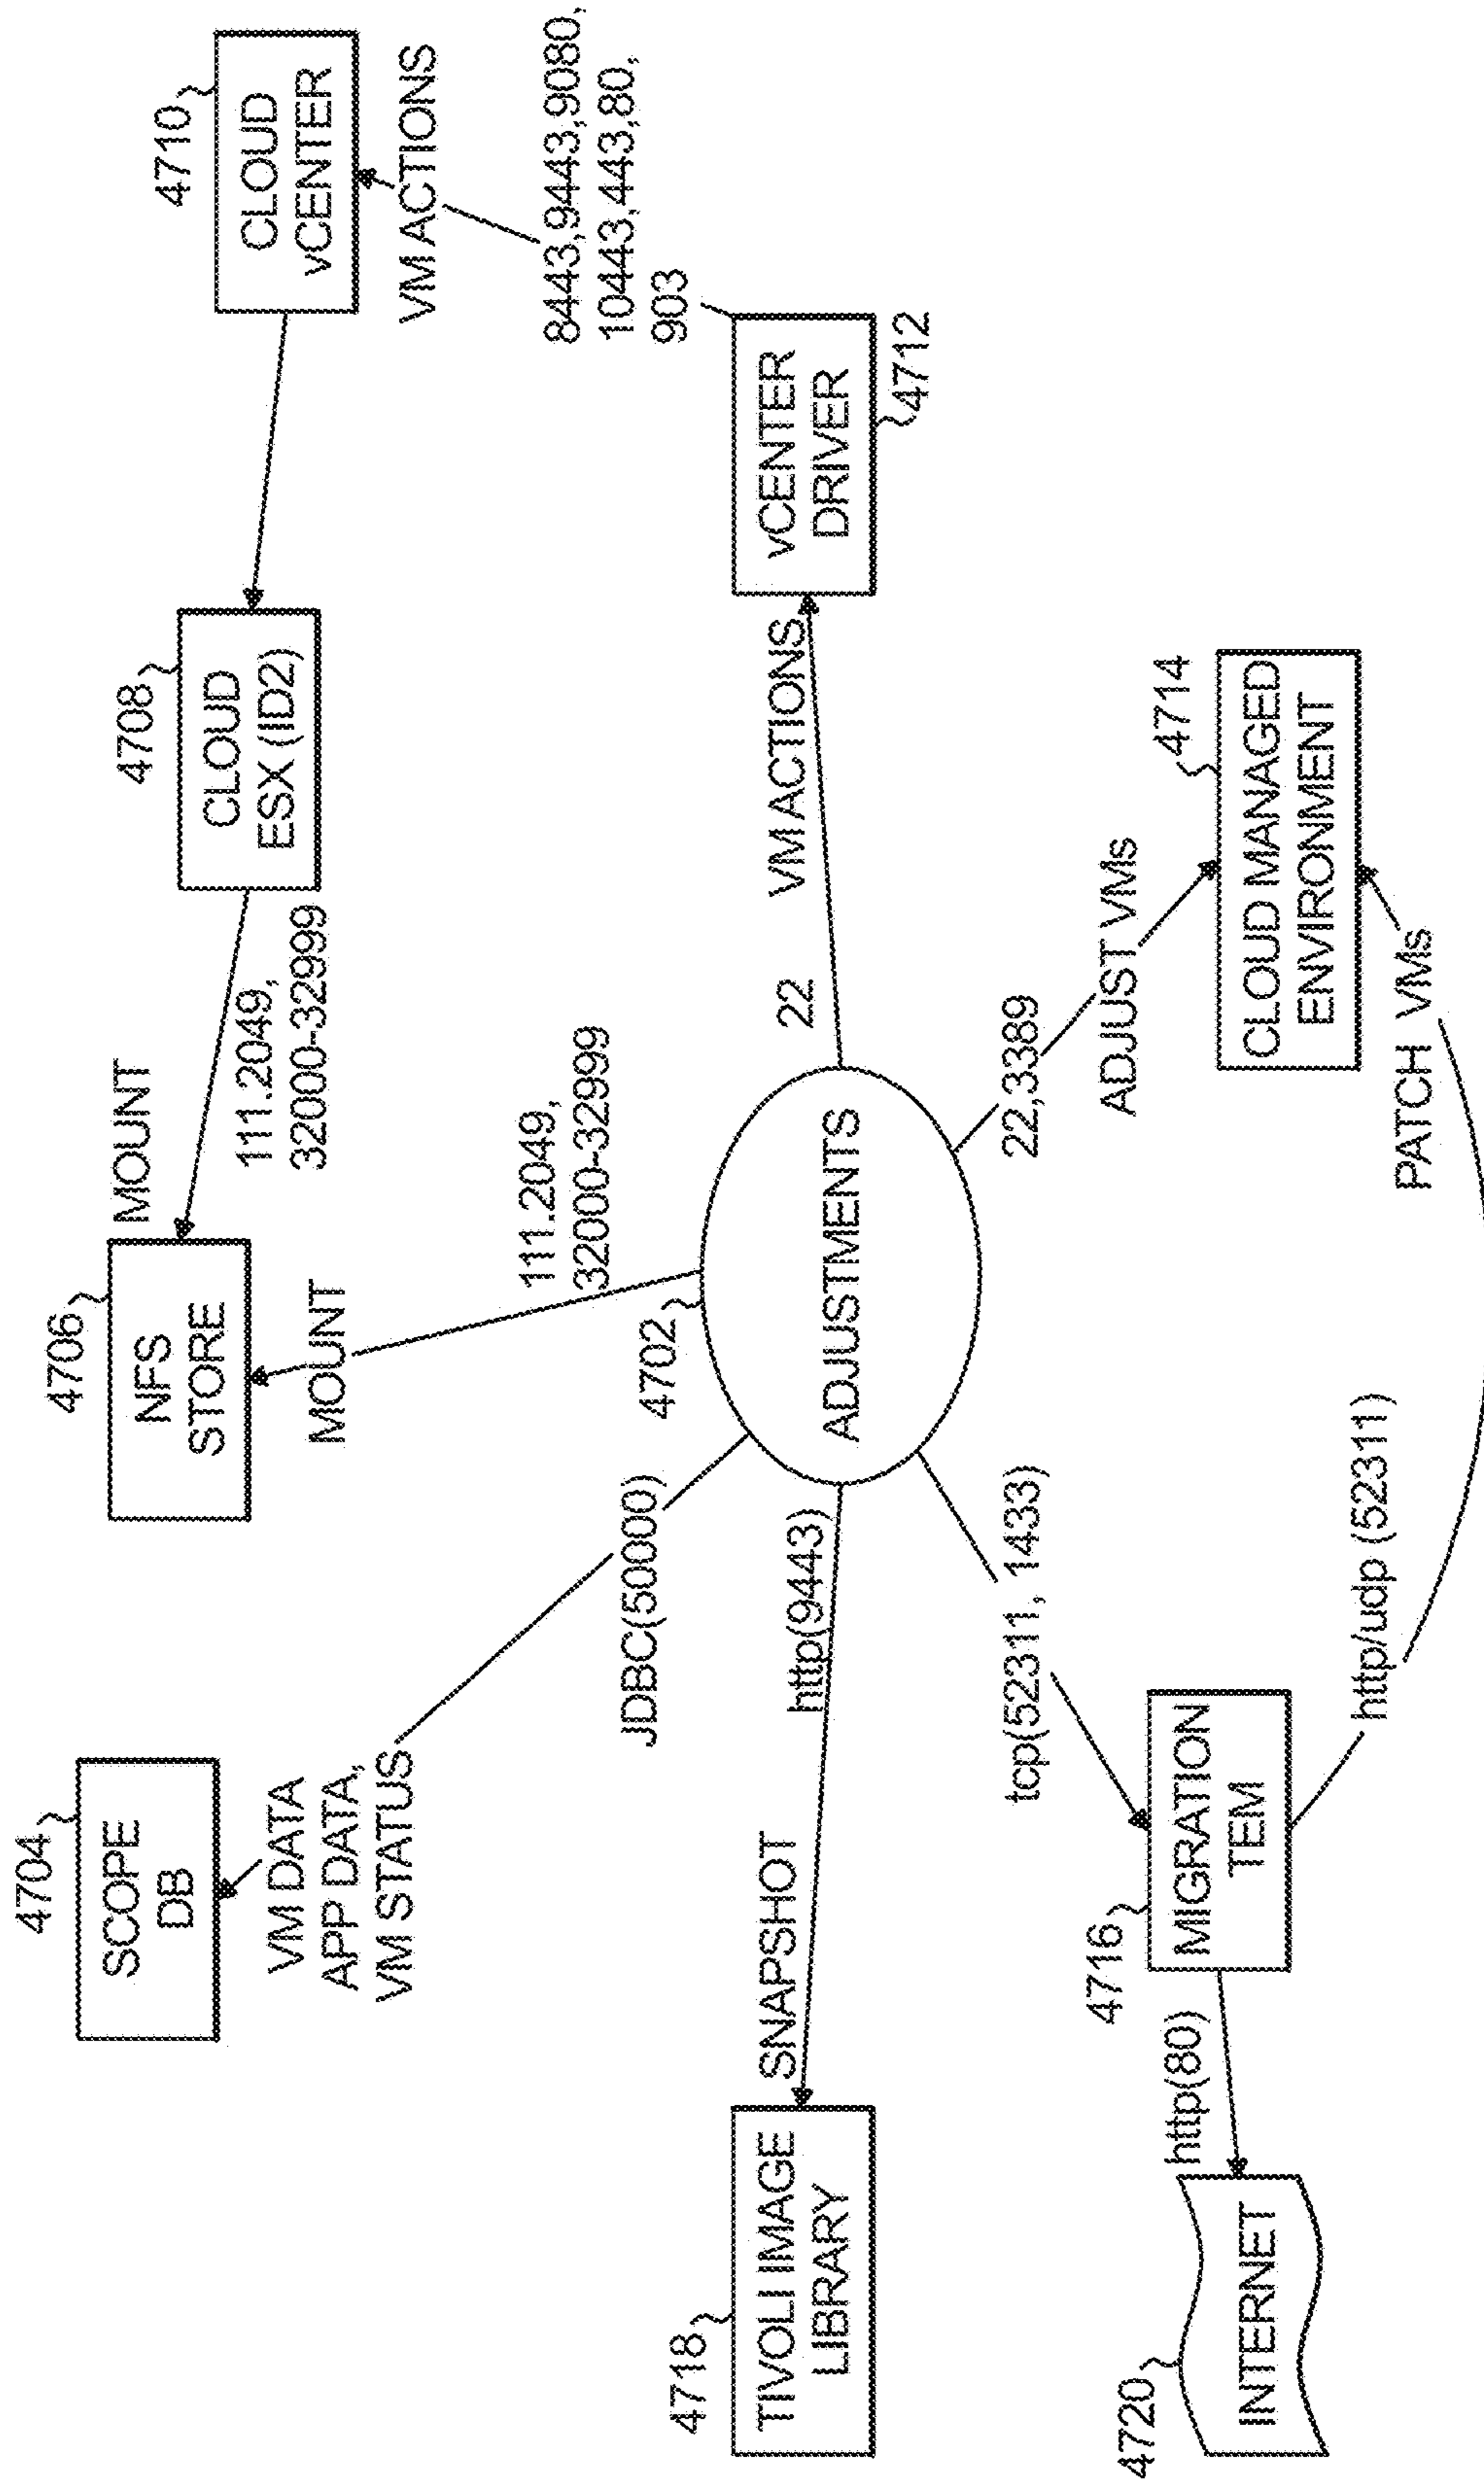 4704
SCOPE
DB
VM DATA
APP DATA,
VM STATUS
JDBC(50000)
4706
NFS
STORE
MOUNT
MOUNT
111.2049,
32000-32999
111.2049,
32000-32999
4708
CLOUD
ESX (ID2)
4710
CLOUD
vCENTER
VM ACTIONS
8443,9443,9080,
10443,443,80,
903
4718
TIVOLI IMAGE
LIBRARY
SNAPSHOT
http(9443)
4702
ADJUSTMENTS
22
VM ACTIONS
vCENTER
DRIVER
4712
4720
INTERNET
http(80)
4716
MIGRATION
TEM
tcp(52311, 1433)
http/udp (52311)
22,3389
ADJUST VMs
4714
CLOUD MANAGED
ENVIRONMENT
PATCH VMs